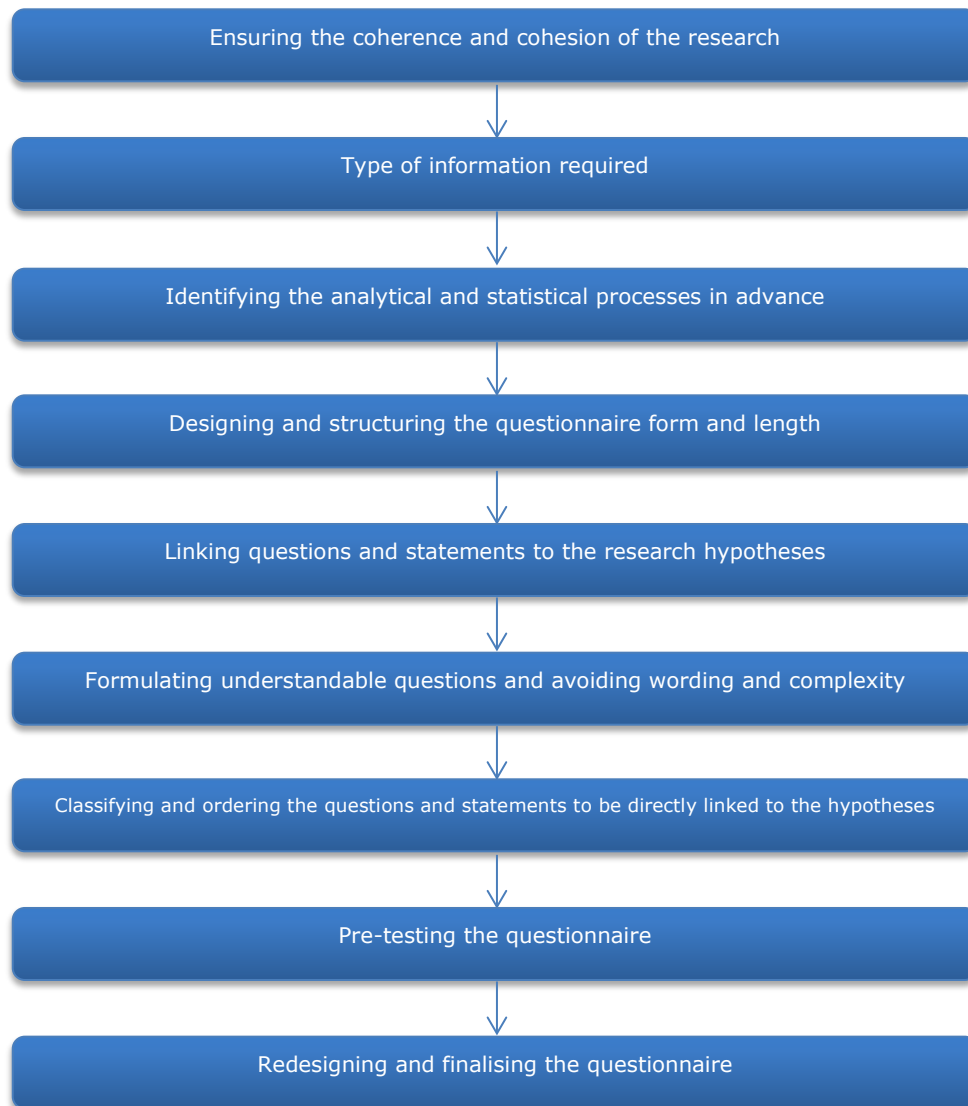 Ensuring the coherence and cohesion of the research
Type of information required
Identifying the analytical and statistical processes in advance
Designing and structuring the questionnaire form and length
Linking questions and statements to the research hypotheses
Formulating understandable questions and avoiding wording and complexity
Classifying and ordering the questions and statements to be directly linked to the hypotheses
Pre-testing the questionnaire
Redesigning and finalising the questionnaire